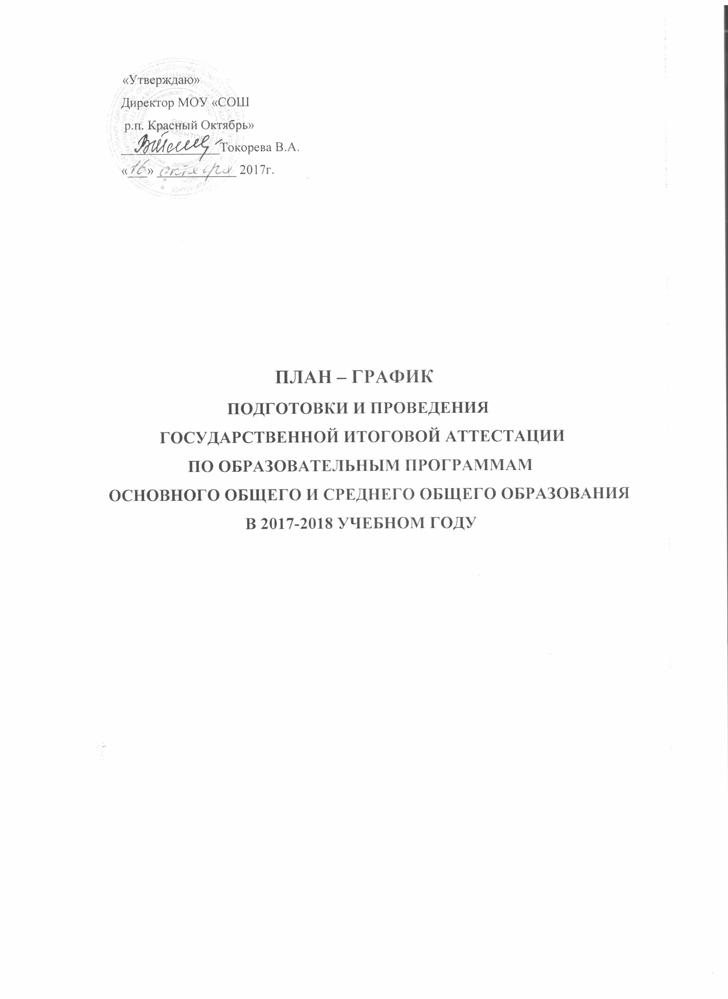 «Утверждаю»
Директор МОУ «СОШ
р.п. Красный Октябрь»
Токорева В.А.
«16» октября 2017г.
ПЛАН – ГРАФИК
ПОДГОТОВКИ И ПРОВЕДЕНИЯ
ГОСУДАРСТВЕННОЙ ИТОГОВОЙ АТТЕСТАЦИИ
ПО ОБРАЗОВАТЕЛЬНЫМ ПРОГРАММАМ
ОСНОВНОГО ОБЩЕГО И СРЕДНЕГО ОБЩЕГО ОБРАЗОВАНИЯ
В 2017-2018 УЧЕБНОМ ГОДУ